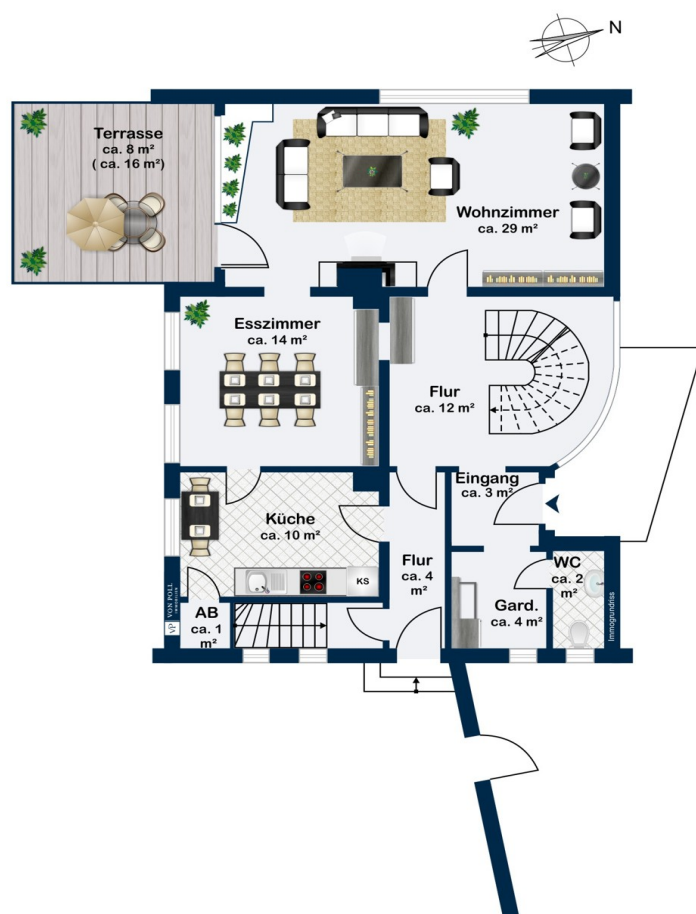 N
Terrasse
ca. 8 m²
( ca. 16 m²)
Wohnzimmer
ca. 29 m²
Esszimmer
ca. 14 m²
Flur
ca. 12 m²
Eingang
ca. 3 m²
Küche
ca. 10 m²
KS
Flur
ca. 4
m²
WC
ca. 2
m²
Gard.
ca. 4 m²
AB
ca. 1
m²
VP VON POLL
IMMOBILIEN
Immogrundriss